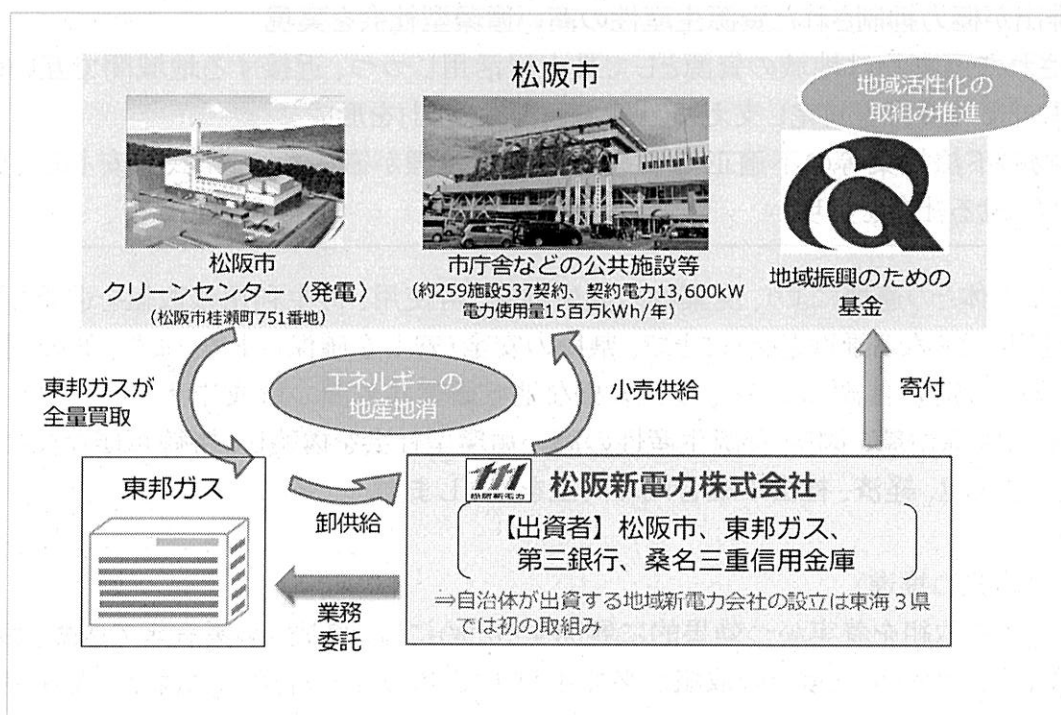 松阪市
地域活性化の
取組み推進
松阪市
クリーンセンター〈発電〉
(松阪市桂瀬町751番地)
市庁舎などの公共施設等
(約259施設537契約、契約電力13,600kW
電力使用量15百万kWh/年)
地域振興のための
基金
東邦ガスが
全量買取
エネルギーの
地産地消
小売供給
寄付
東邦ガス
卸供給
松阪新電力
松阪新電力株式会社
【出資者】松阪市、東邦ガス、
第三銀行、桑名三重信用金庫
⇒自治体が出資する地域新電力会社の設立は東海3県
では初の取組み
業務
委託